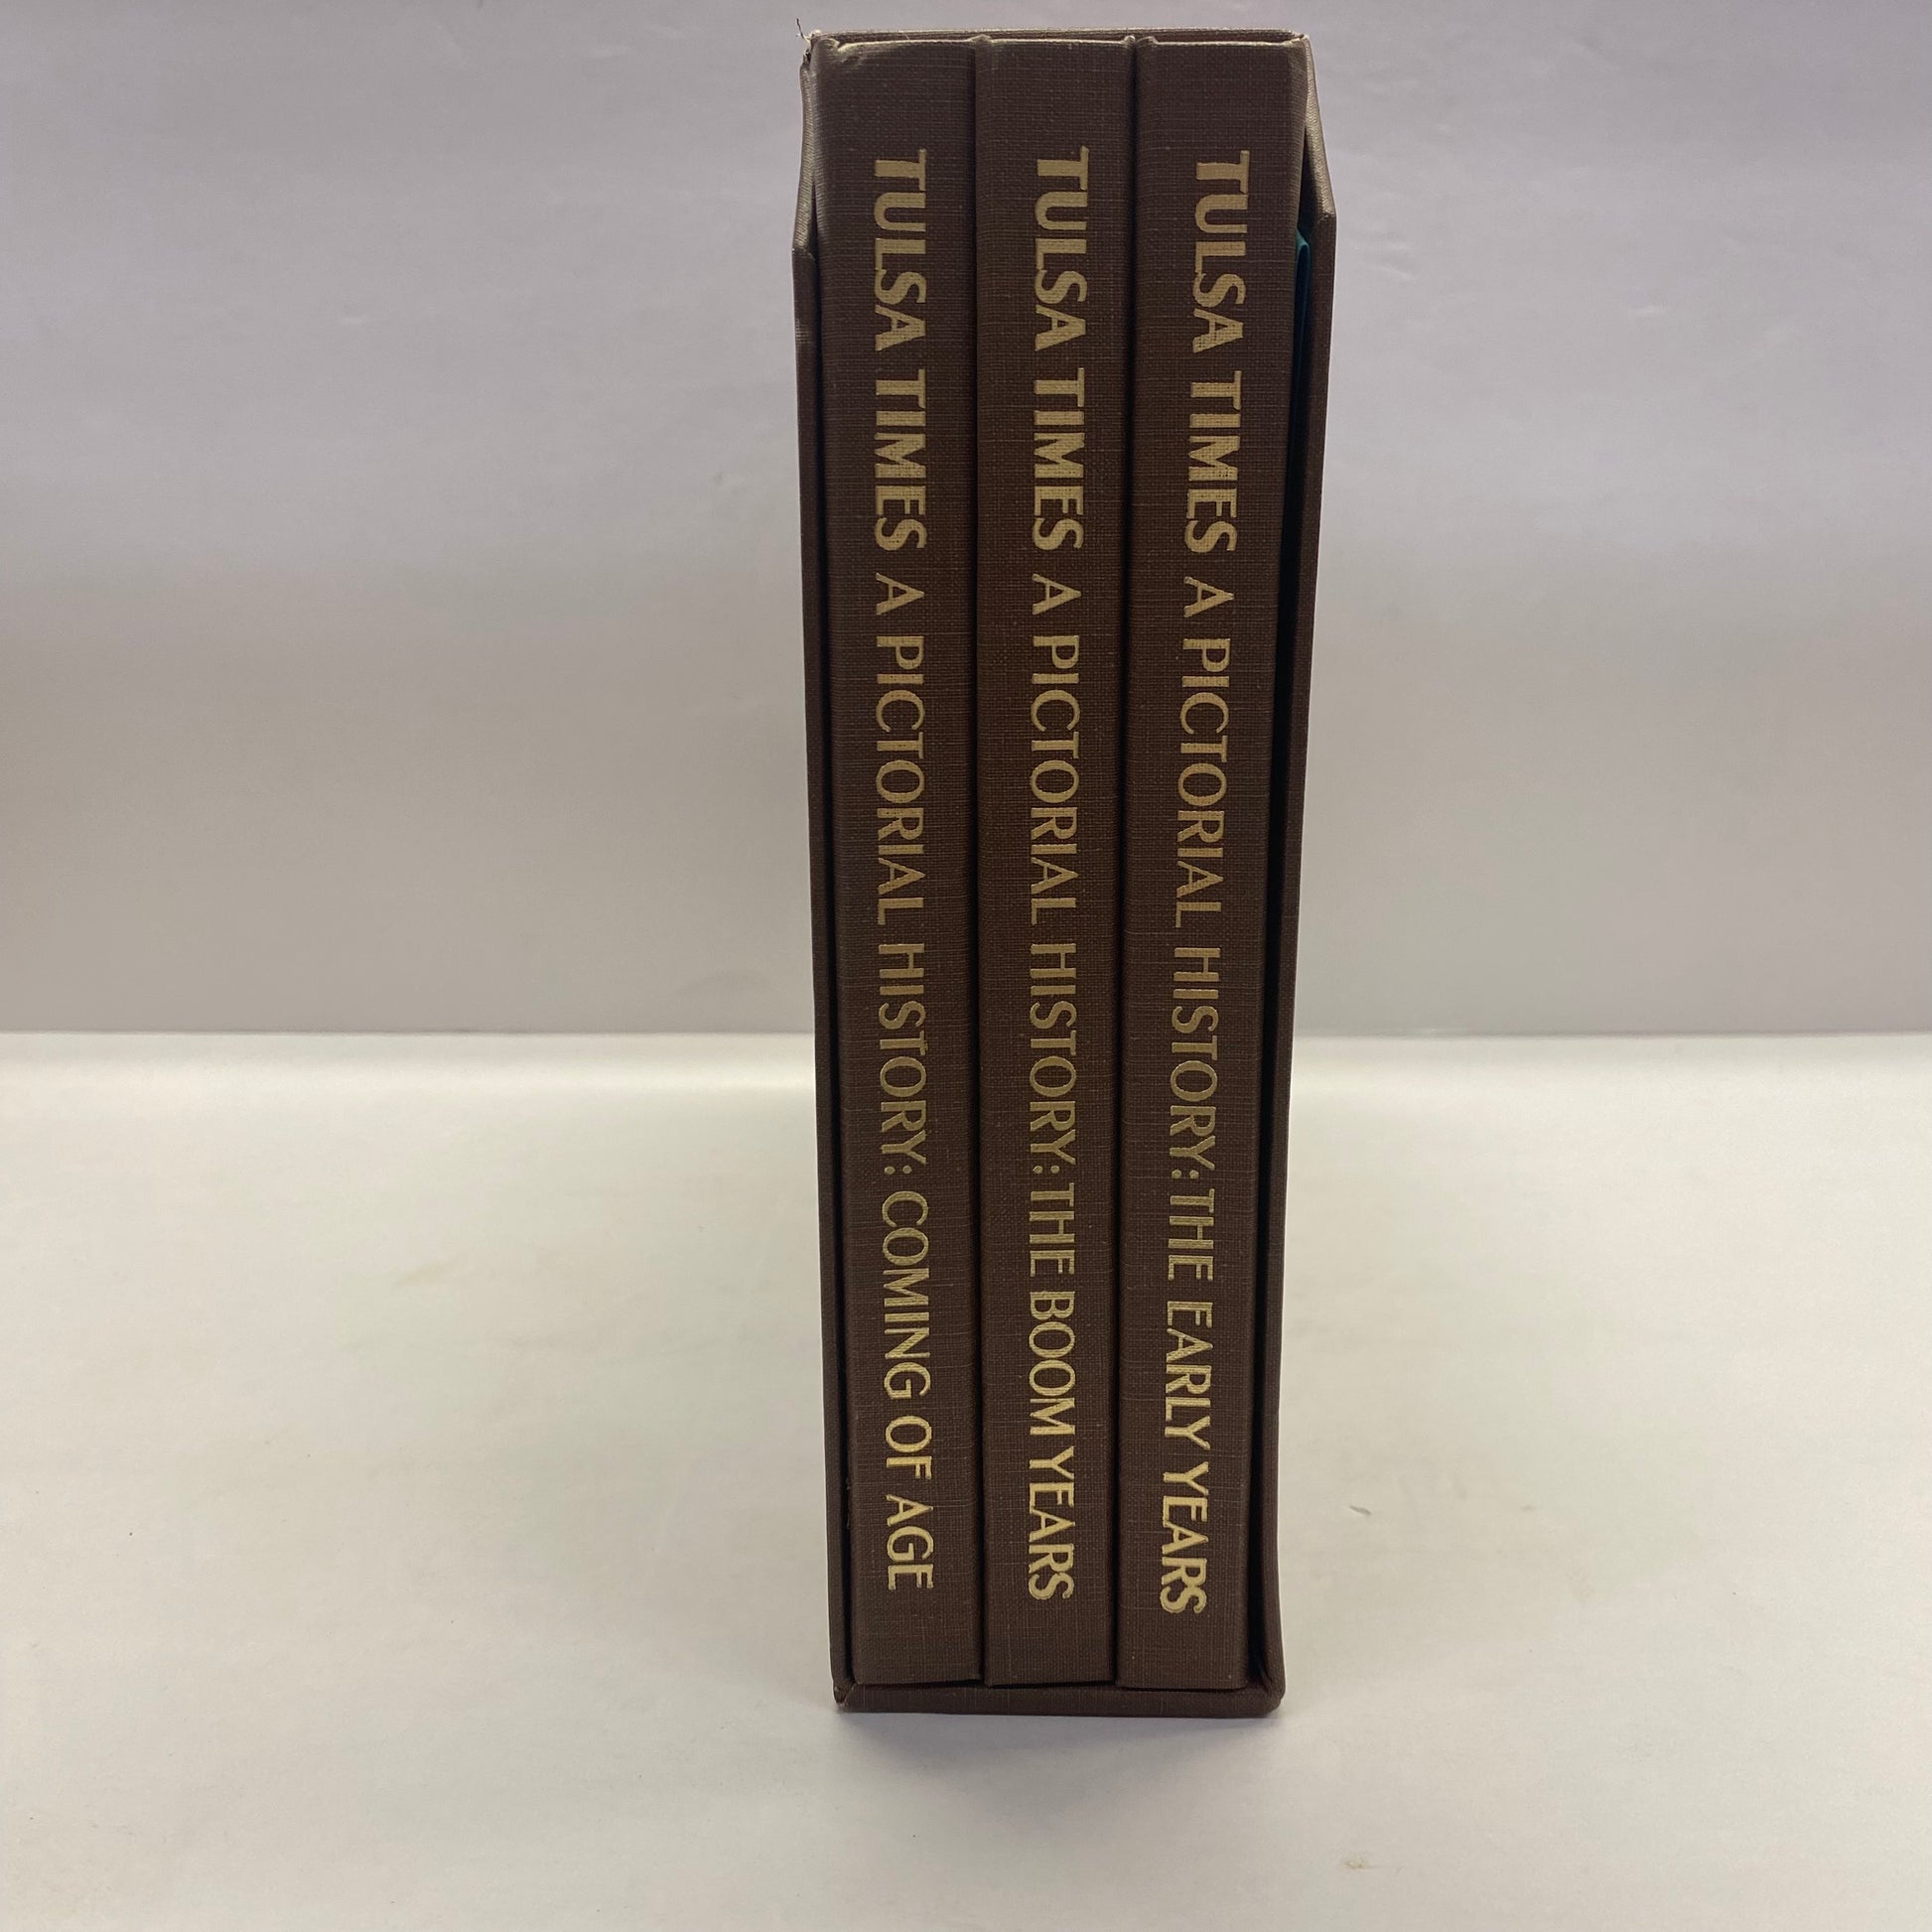 TULSA TIMES A PICTORIAL HISTORY: COMING OF AGE
TULSA TIMES A PICTORIAL HISTORY: THE BOOM YEARS
TULSA TIMES A PICTORIAL HISTORY: THE EARLY YEARS